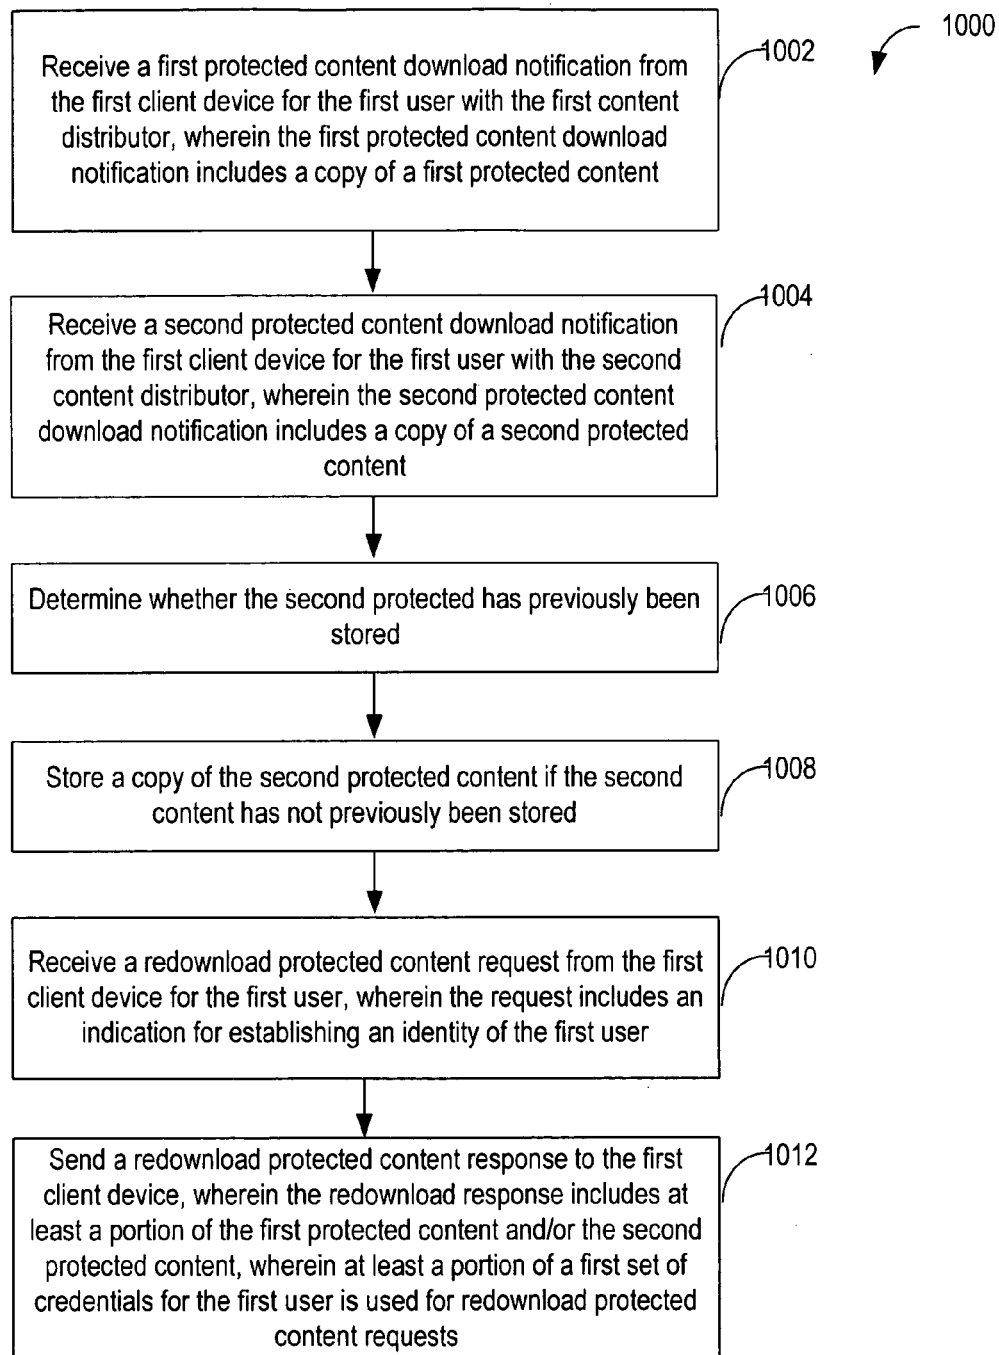 1000
Receive a first protected content download notification from
the first client device for the first user with the first content
distributor, wherein the first protected content download
notification includes a copy of a first protected content
1002
Receive a second protected content download notification
from the first client device for the first user with the second
content distributor, wherein the second protected content
download notification includes a copy of a second protected
content
1004
Determine whether the second protected has previously been
stored
1006
Store a copy of the second protected content if the second
content has not previously been stored
1008
Receive a redownload protected content request from the first
client device for the first user, wherein the request includes an
indication for establishing an identity of the first user
1010
Send a redownload protected content response to the first
client device, wherein the redownload response includes at
least a portion of the first protected content and/or the second
protected content, wherein at least a portion of a first set of
credentials for the first user is used for redownload protected
content requests
1012